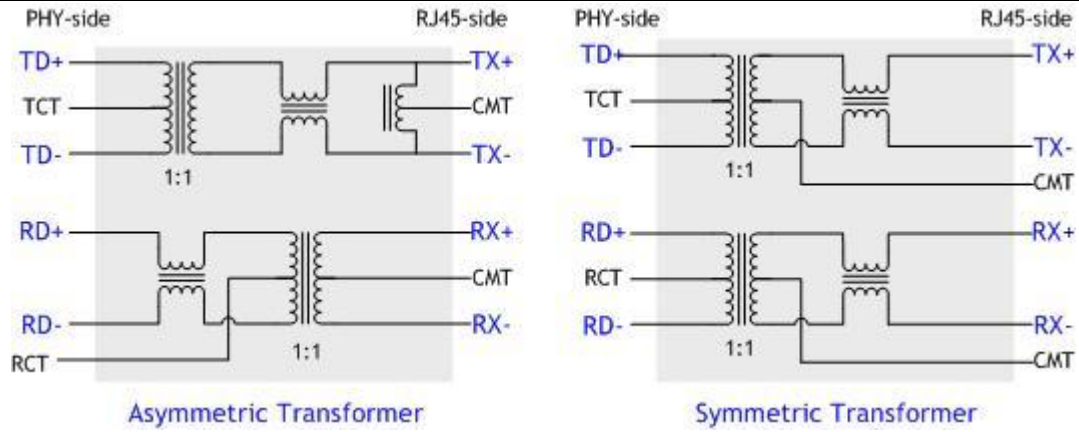 PHY-side RJ45-side
TD+ TX+
TCT CMT
TD- TX-
1:1
RD+ RX+
CMT
RD- RX-
RCT 1:1
Asymmetric Transformer
PHY-side RJ45-side
TD+ TX+
TCT
TD- TX-
1:1 CMT
RD+ RX+
RCT
RD- RX-
1:1 CMT
Symmetric Transformer